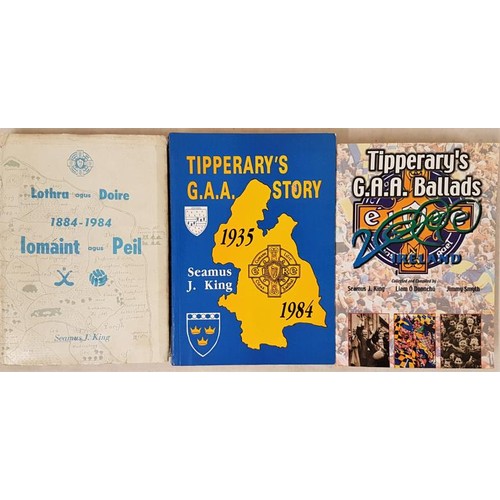 Lothra agus Doire
1884-1984
Iomaint agus Peil
Seamus J. King
TIPPERARY'S
G.A.A. STORY
1935
Seamus
J. King
1984
Tipperary's
G.A.A. Ballads
IRELAND
Collected and Compiled by
Seamus J. King Liam Ó Donnchú Jimmy Smyth